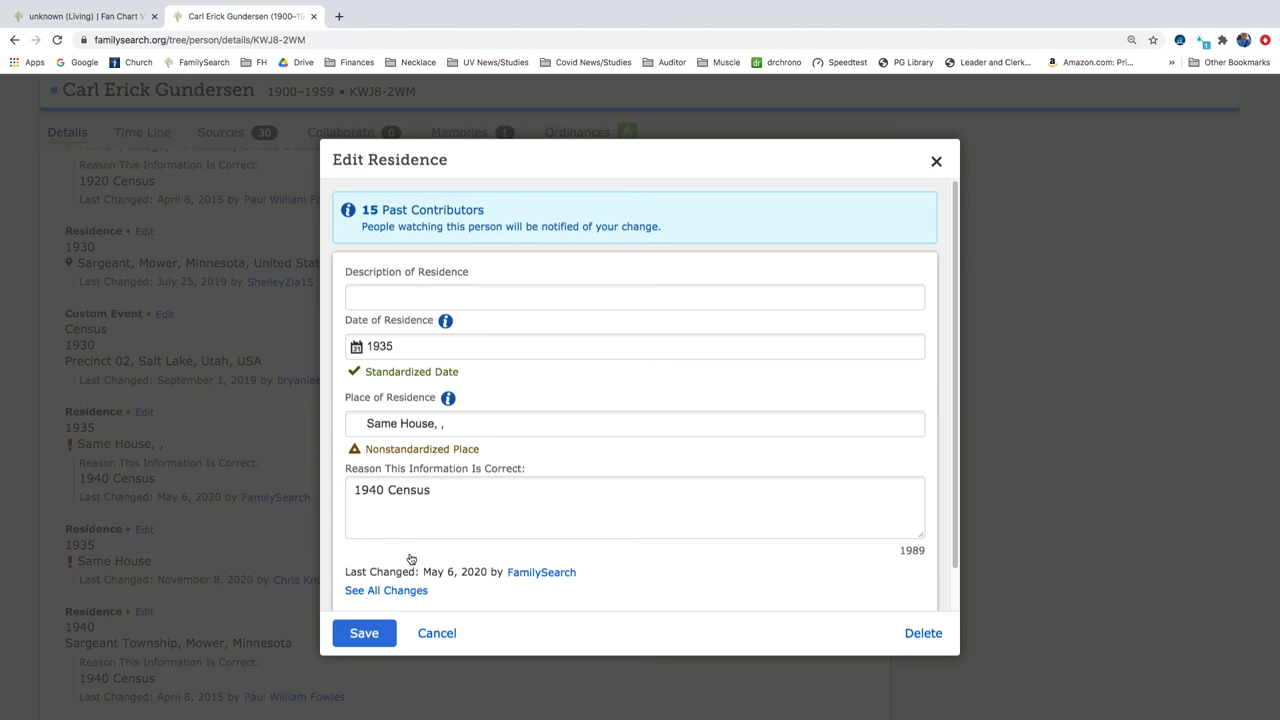 unknown (Living) | Fan Chart V
Carl Erick Gundersen (1900–19
familysearch.org/tree/person/details/KWJ8-2WM
Apps
Google
Church
FamilySearch
FH
Drive
Finances
Necklace
UV News/Studies
Covid News/Studies
Auditor
Muscle
dr drchrono
Speedtest
PG Library
Leader and Clerk...
Amazon.com: Pri...
»
Other Bookmarks
Carl Erick Gundersen 1900–1959 • KWJ8-2WM
Details
Time Line
Sources 30
Collaborate 0
Memories 1
Ordinances
Reason This Information Is Correct:
1920 Census
Last Changed: April 8, 2015 by Paul William Fo
Residence • Edit
1930
Sargeant, Mower, Minnesota, United Stat
Last Changed: July 25, 2019 by ShelleyZia15
Custom Event • Edit
Census
1930
Precinct 02, Salt Lake, Utah, USA
Last Changed: September 1, 2019 by bryanlee
Residence • Edit
1935
Same House, ,
Reason This Information Is Correct:
1940 Census
Last Changed: May 6, 2020 by FamilySearch
Residence • Edit
1935
Same House
Last Changed: November 8, 2020 by Chris Kn
Residence • Edit
1940
Sargeant Township, Mower, Minnesota
Reason This Information Is Correct:
1940 Census
Last Changed: April 8, 2015 by Paul William Fowles
Edit Residence
15 Past Contributors
People watching this person will be notified of your change.
Description of Residence
Date of Residence
1935
Standardized Date
Place of Residence
Same House, ,
Nonstandardized Place
Reason This Information Is Correct:
1940 Census
1989
Last Changed: May 6, 2020 by FamilySearch
See All Changes
Save
Cancel
Delete